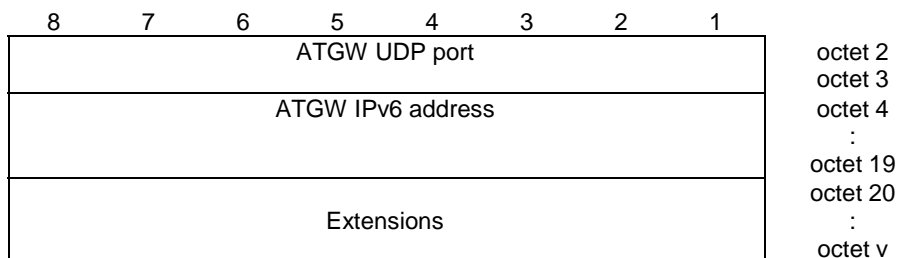 8 7 6 5 4 3 2 1
ATGW UDP port octet 2
octet 3
ATGW IPv6 address octet 4
:
octet 19
octet 20
Extensions :
octet v